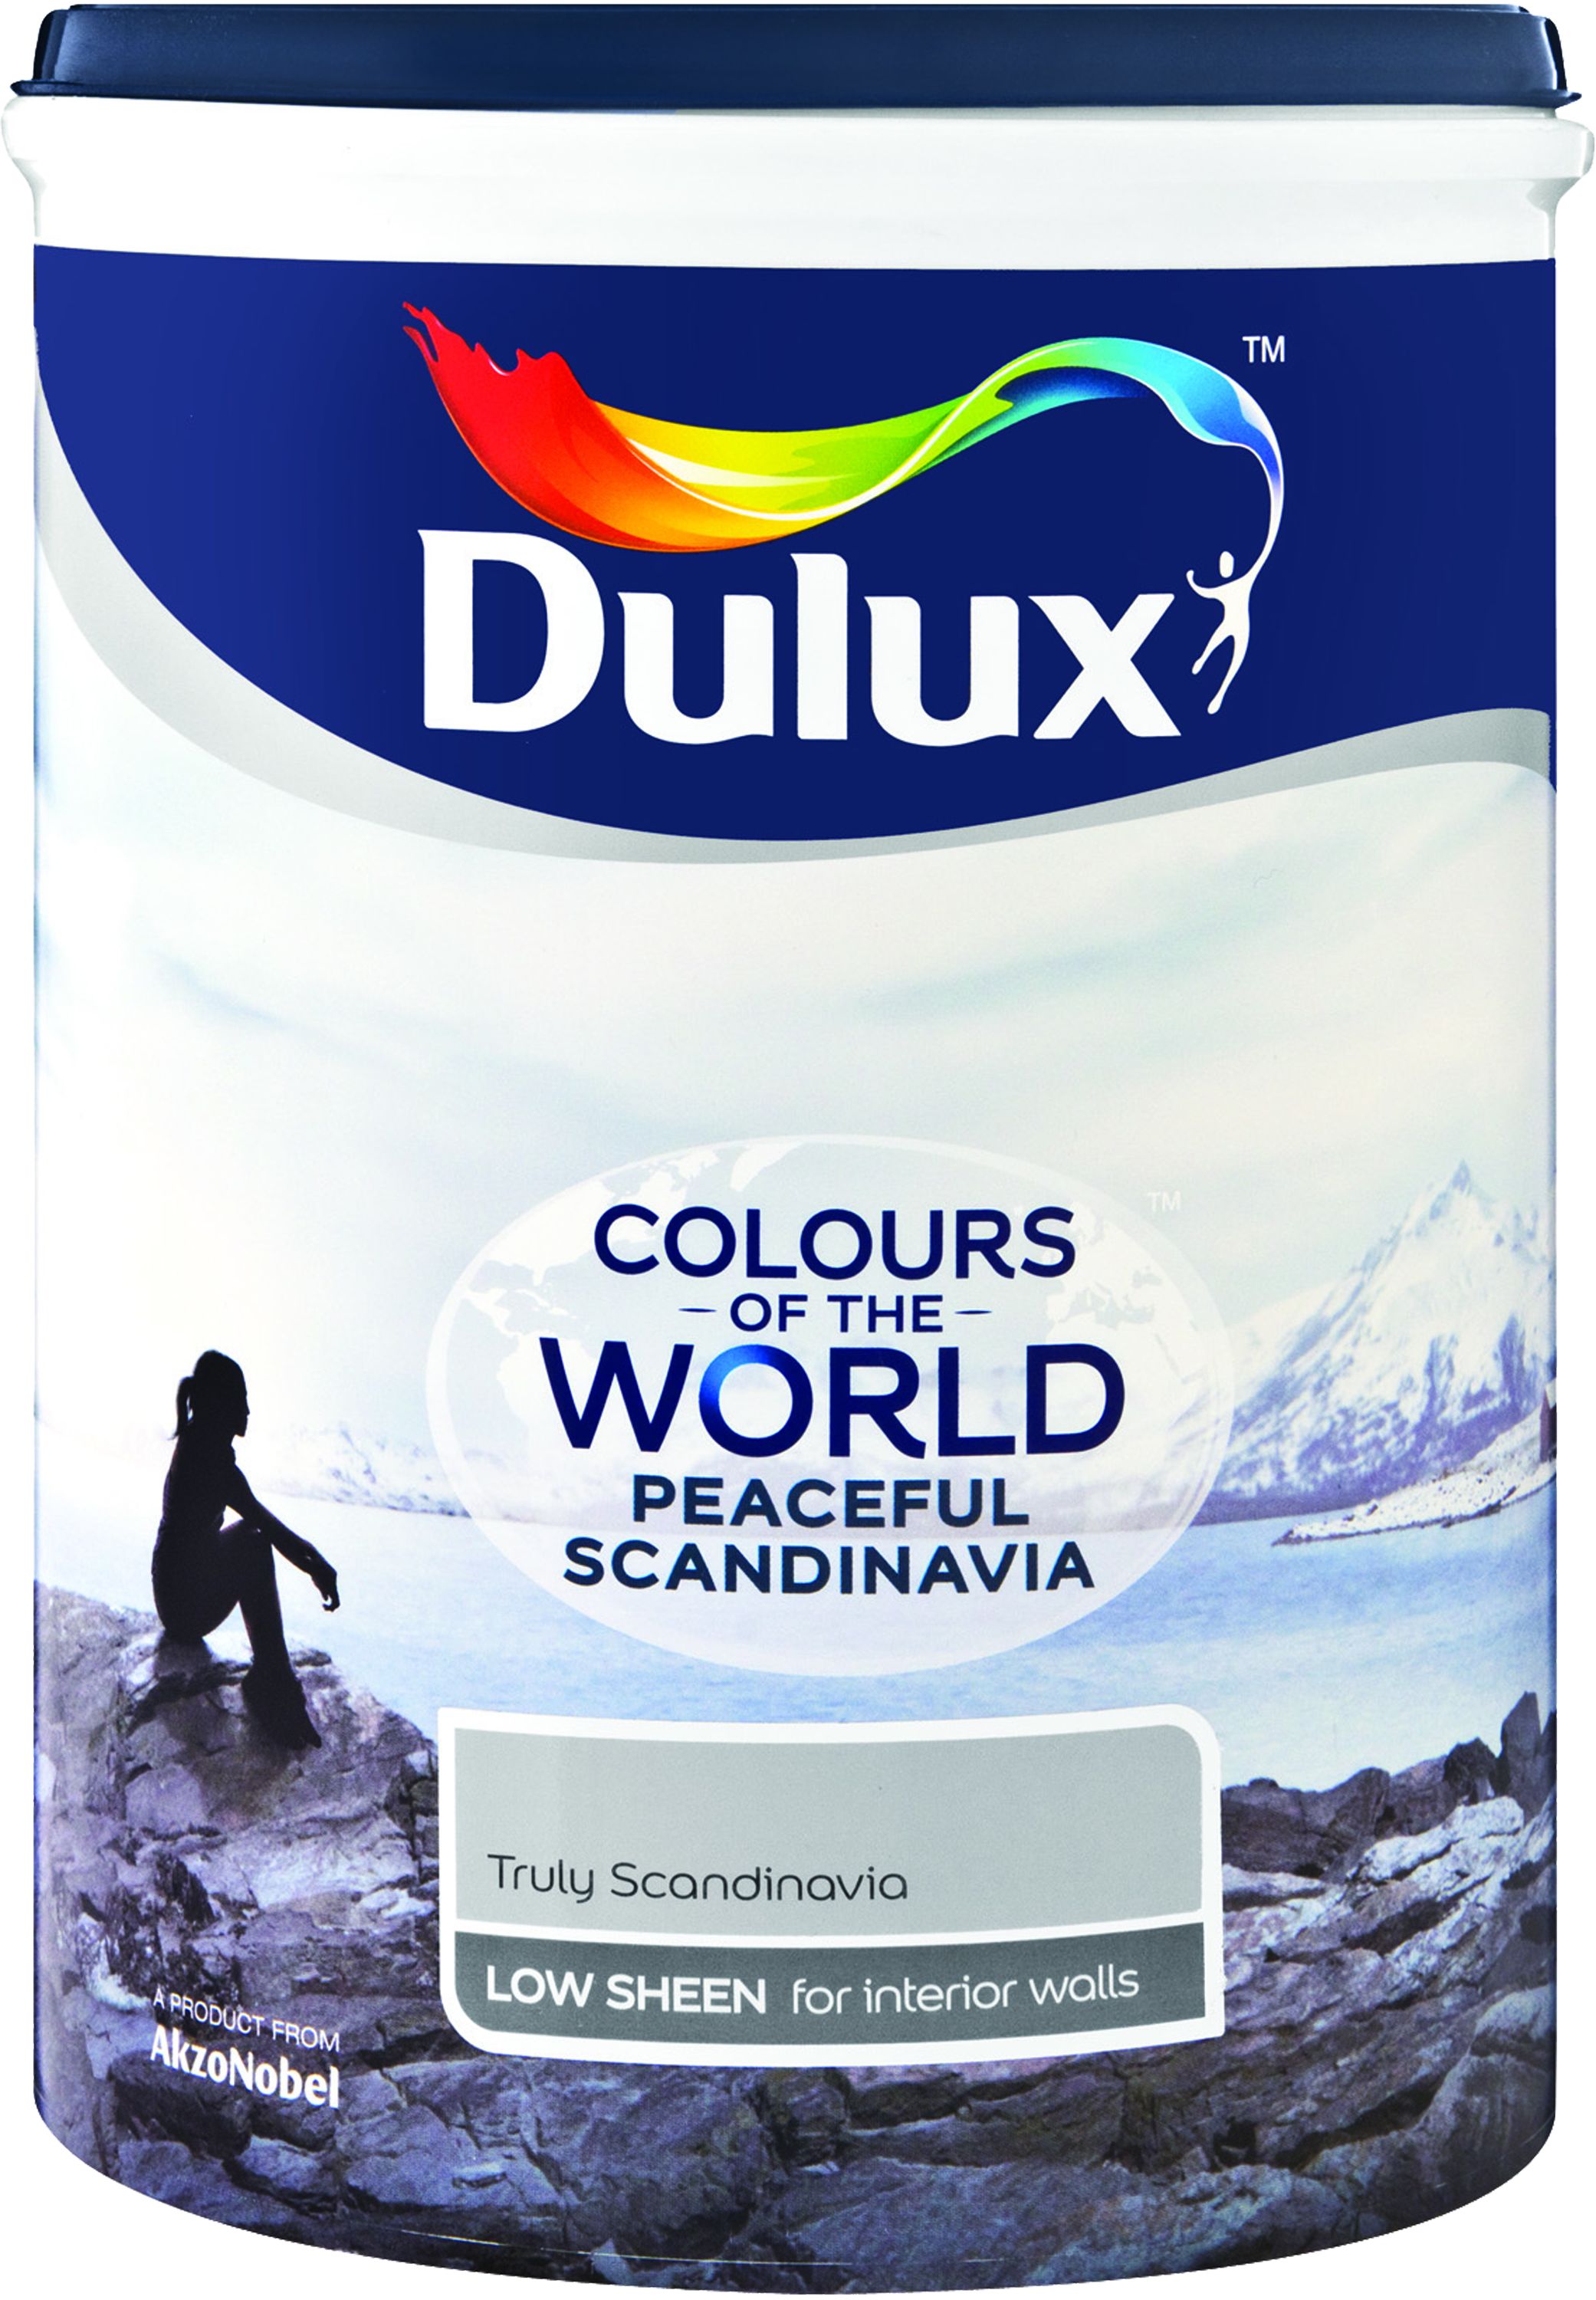 TM
Dulux
TM
COLOURS
- OF THE -
WORLD
PEACEFUL
SCANDINAVIA
Truly Scandinavia
LOW SHEEN for interior walls
A PRODUCT FROM
AkzoNobel